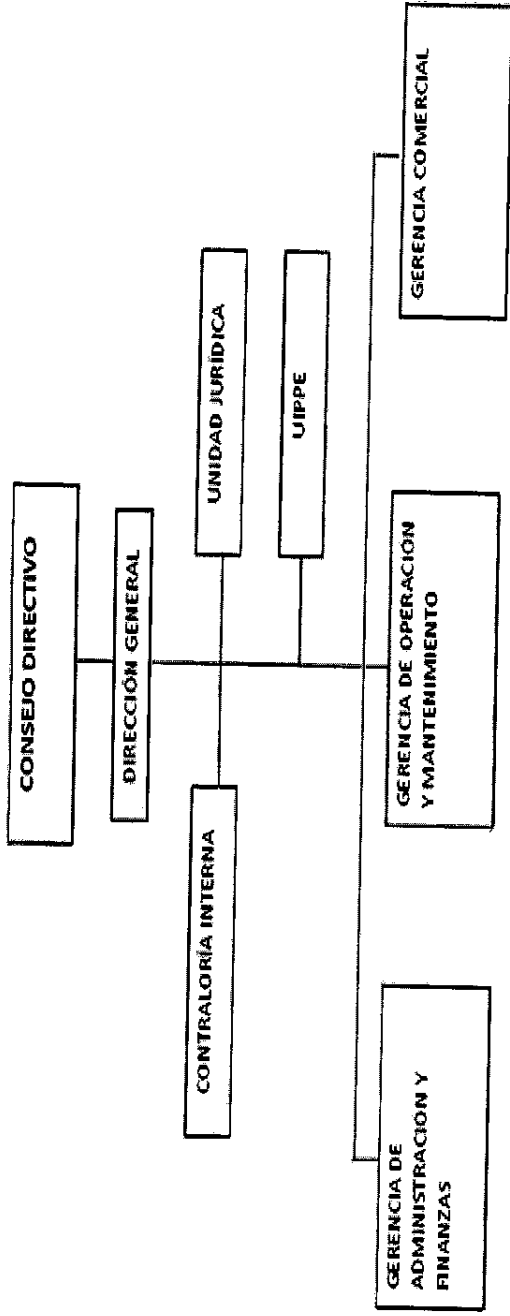 CONSEJO DIRECTIVO
DIRECCIÓN GENERAL
CONTRALORÍA INTERNA
UNIDAD JURÍDICA
UIPPE
GERENCIA DE
ADMINISTRACIÓN Y
FINANZAS
GERENCIA DE OPERACIÓN
Y MANTENIMIENTO
GERENCIA COMERCIAL